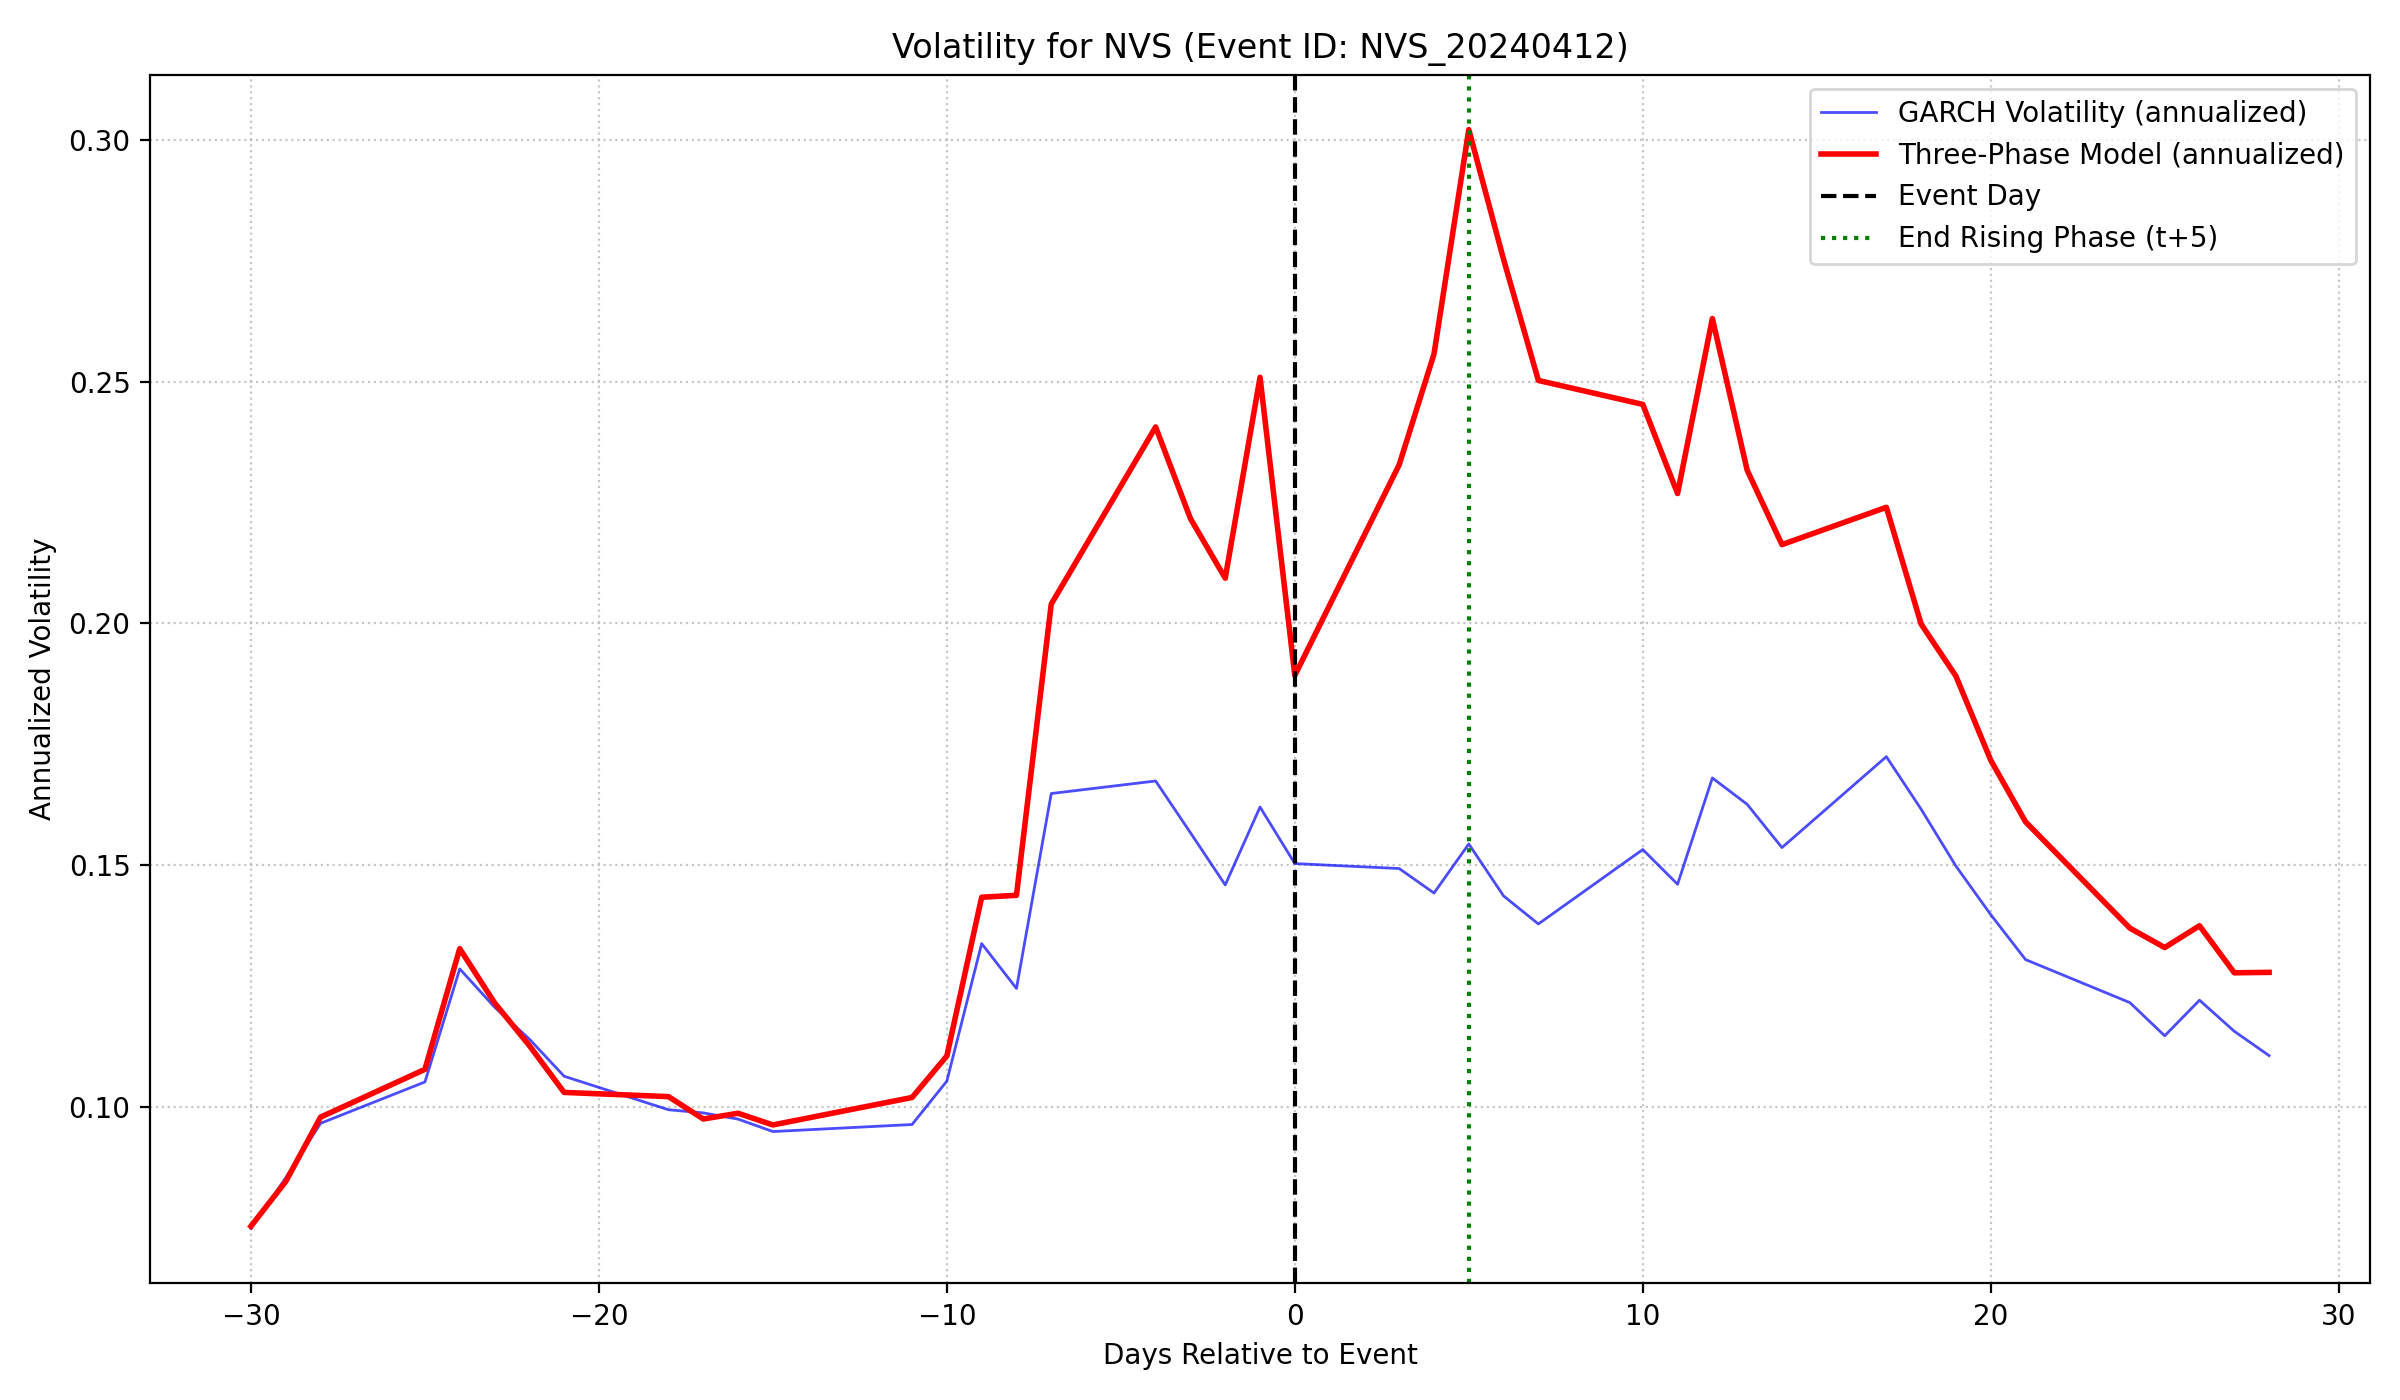 Volatility for NVS (Event ID: NVS_20240412)
GARCH Volatility (annualized)
Three-Phase Model (annualized)
Event Day
End Rising Phase (t+5)
Annualized Volatility
0.30
0.25
0.20
0.15
0.10
−30 −20 −10 0 10 20 30
Days Relative to Event